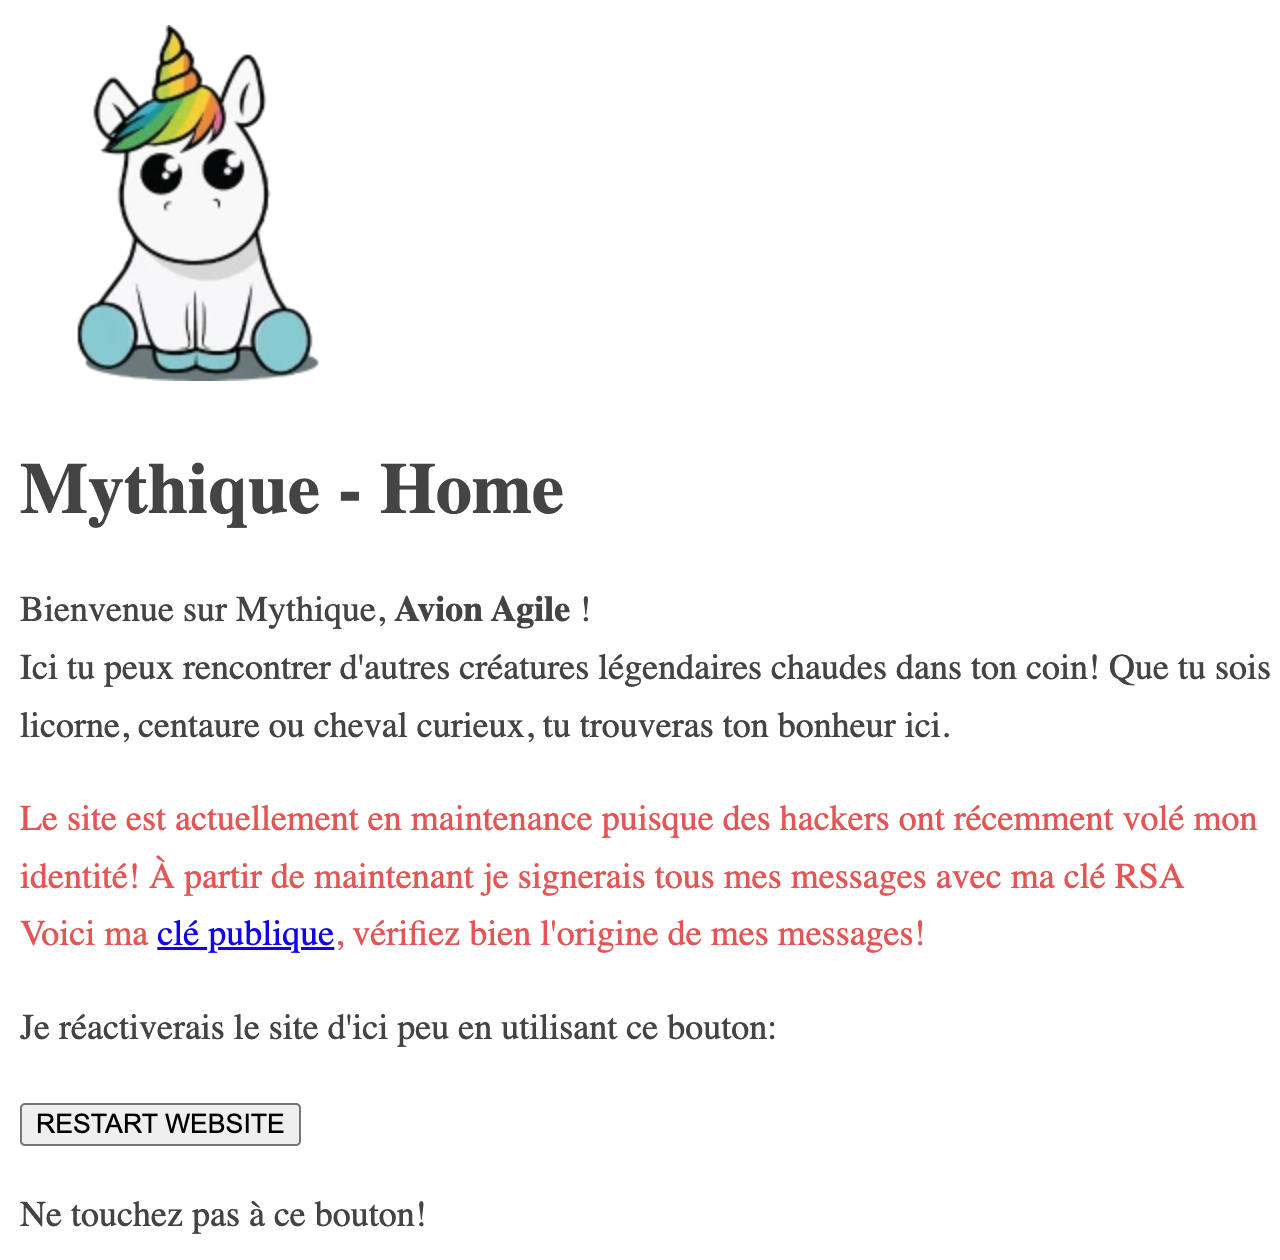 Mythique - Home
Bienvenue sur Mythique, Avion Agile !
Ici tu peux rencontrer d'autres créatures légendaires chaudes dans ton coin! Que tu sois
licorne, centaure ou cheval curieux, tu trouveras ton bonheur ici.
Le site est actuellement en maintenance puisque des hackers ont récemment volé mon
identité! À partir de maintenant je signerais tous mes messages avec ma clé RSA
Voici ma clé publique, vérifiez bien l'origine de mes messages!
Je réactiverais le site d'ici peu en utilisant ce bouton:
RESTART WEBSITE
Ne touchez pas à ce bouton!